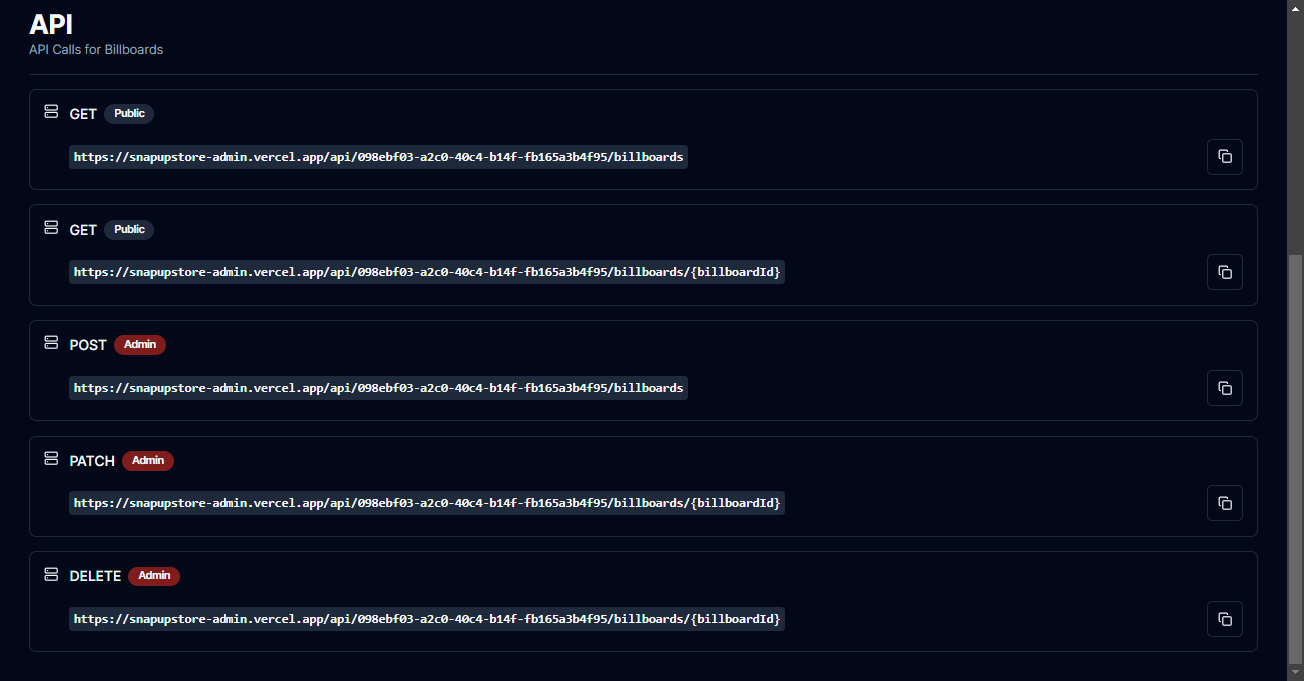 API
API Calls for Billboards
GET Public
https://snapupstore-admin.vercel.app/api/098ebf03-a2c0-40c4-b14f-fb165a3b4f95/billboards
GET Public
https://snapupstore-admin.vercel.app/api/098ebf03-a2c0-40c4-b14f-fb165a3b4f95/billboards/{billboardId}
POST Admin
https://snapupstore-admin.vercel.app/api/098ebf03-a2c0-40c4-b14f-fb165a3b4f95/billboards
PATCH Admin
https://snapupstore-admin.vercel.app/api/098ebf03-a2c0-40c4-b14f-fb165a3b4f95/billboards/{billboardId}
DELETE Admin
https://snapupstore-admin.vercel.app/api/098ebf03-a2c0-40c4-b14f-fb165a3b4f95/billboards/{billboardId}